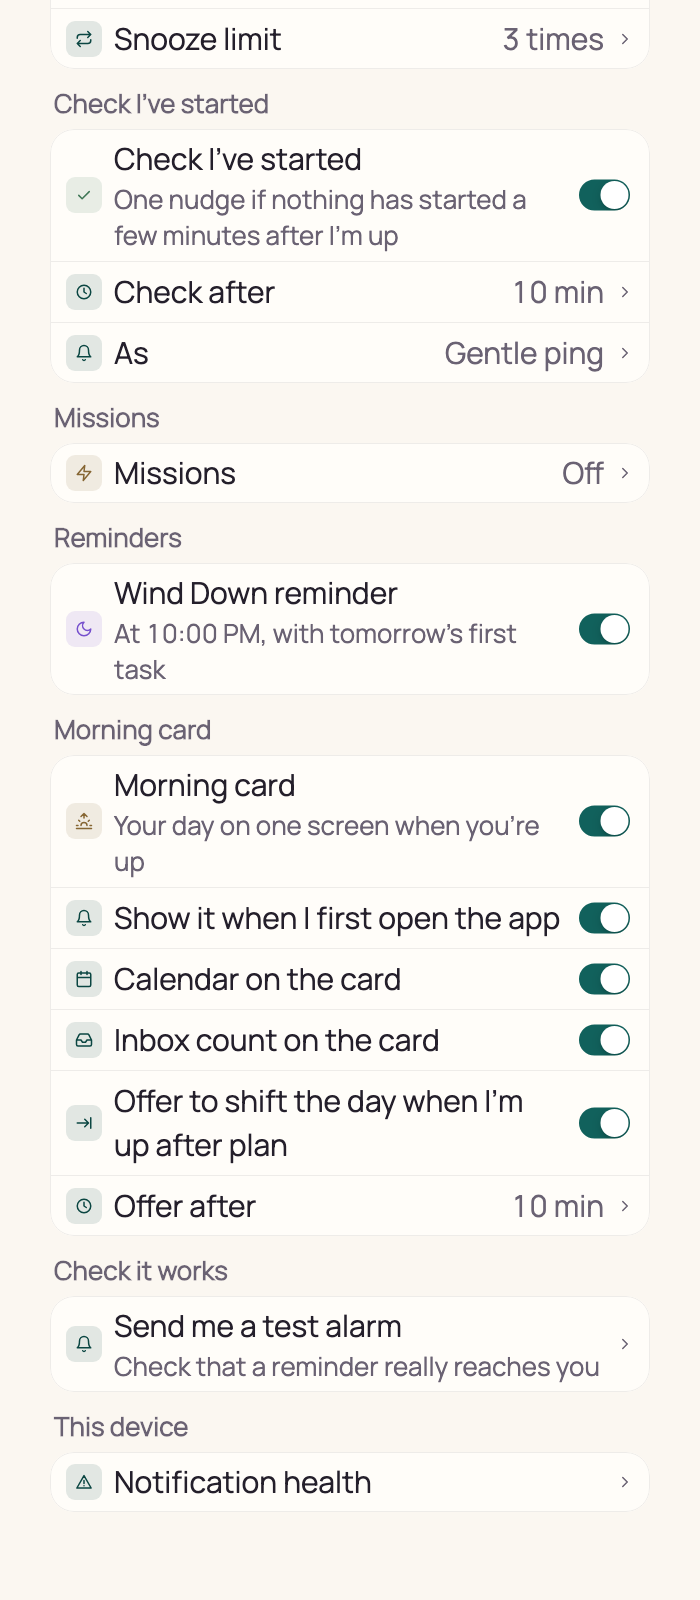 Snooze limit
3 times
Check I've started
Check I've started
One nudge if nothing has started a
few minutes after I'm up
Check after
10 min
As
Gentle ping
Missions
Missions
Off
Reminders
Wind Down reminder
At 10:00 PM, with tomorrow's first
task
Morning card
Morning card
Your day on one screen when you're
up
Show it when I first open the app
Calendar on the card
Inbox count on the card
Offer to shift the day when I'm
up after plan
Offer after
10 min
Check it works
Send me a test alarm
Check that a reminder really reaches you
This device
Notification health